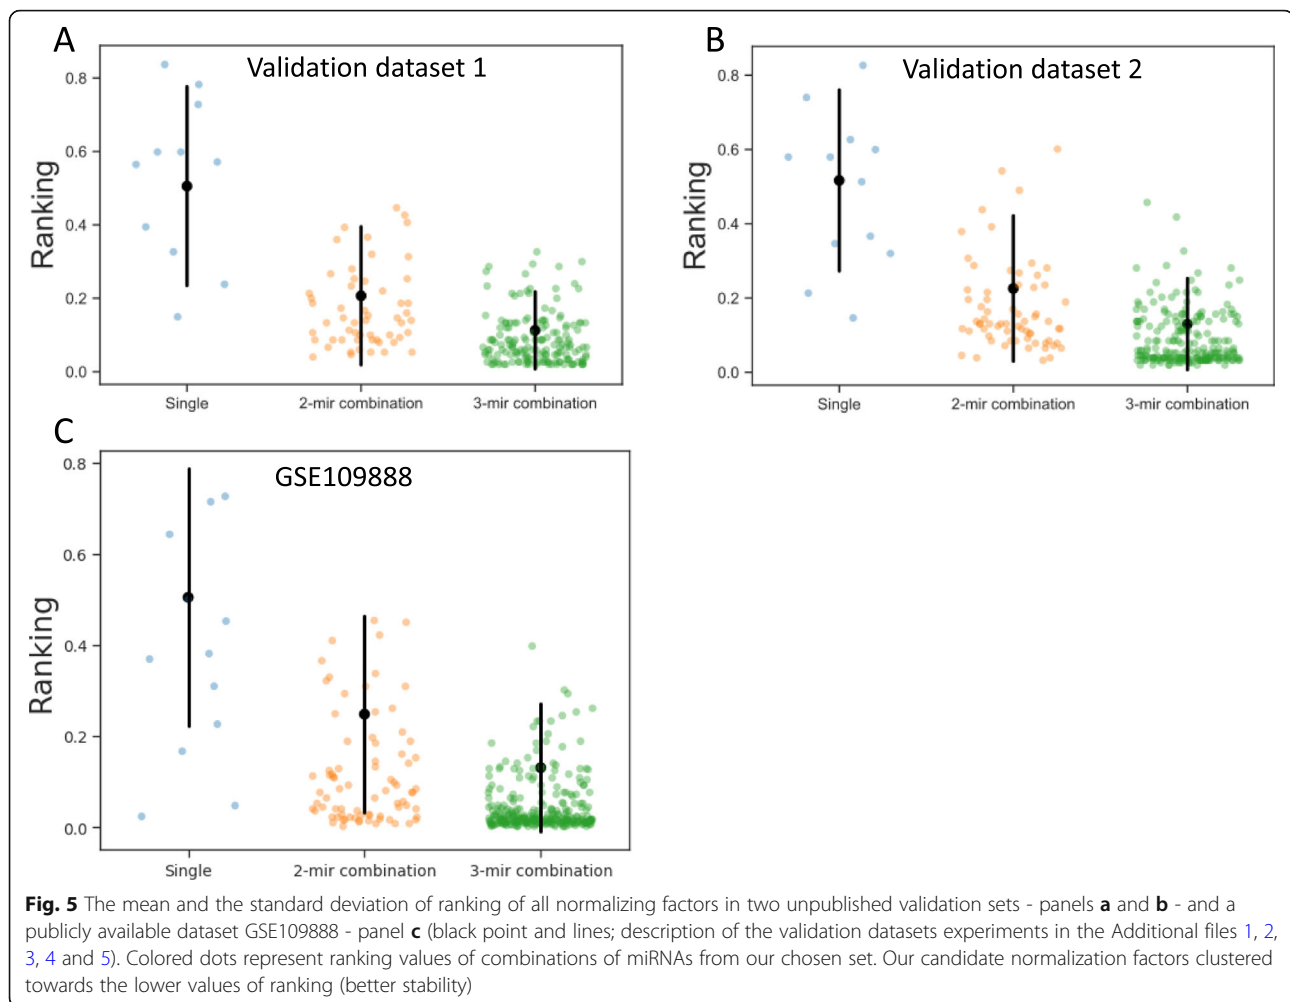 A
Validation dataset 1
Ranking
0.8
0.6
0.4
0.2
0.0
Single
2-mir combination
3-mir combination
B
Validation dataset 2
Ranking
0.8
0.6
0.4
0.2
0.0
Single
2-mir combination
3-mir combination
C
GSE109888
Ranking
0.8
0.6
0.4
0.2
0.0
Single
2-mir combination
3-mir combination
Fig. 5 The mean and the standard deviation of ranking of all normalizing factors in two unpublished validation sets - panels a and b - and a
publicly available dataset GSE109888 - panel c (black point and lines; description of the validation datasets experiments in the Additional files 1, 2,
3, 4 and 5). Colored dots represent ranking values of combinations of miRNAs from our chosen set. Our candidate normalization factors clustered
towards the lower values of ranking (better stability)